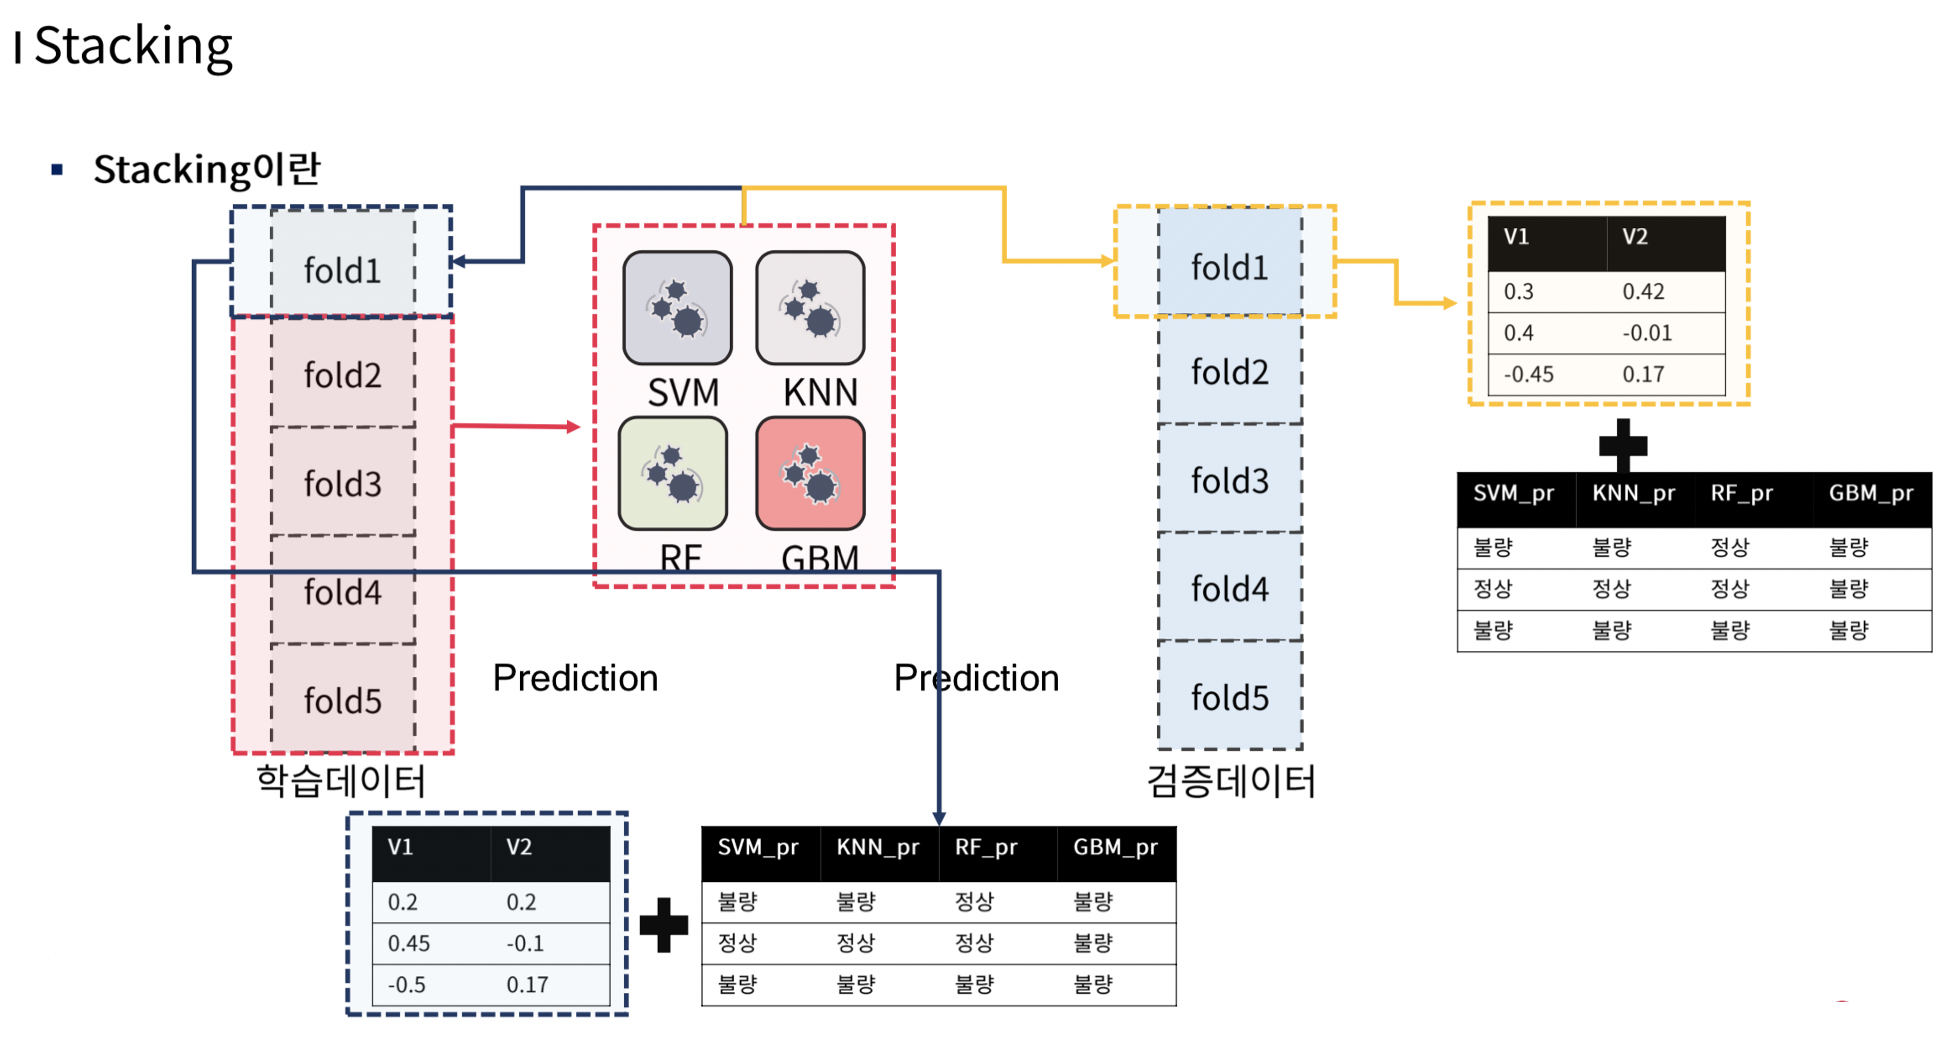 Stacking
Stacking이란
fold1
fold2
fold3
fold4
fold5
학습데이터
SVM KNN
RF GBM
Prediction Prediction
fold1
fold2
fold3
fold4
fold5
검증데이터
V1 V2
0.3 0.42
0.4 -0.01
-0.45 0.17
SVM_pr KNN_pr RF_pr GBM_pr
불량 불량 정상 불량
정상 정상 정상 불량
불량 불량 불량 불량
V1 V2
0.2 0.2
0.45 -0.1
-0.5 0.17
SVM_pr KNN_pr RF_pr GBM_pr
불량 불량 정상 불량
정상 정상 정상 불량
불량 불량 불량 불량